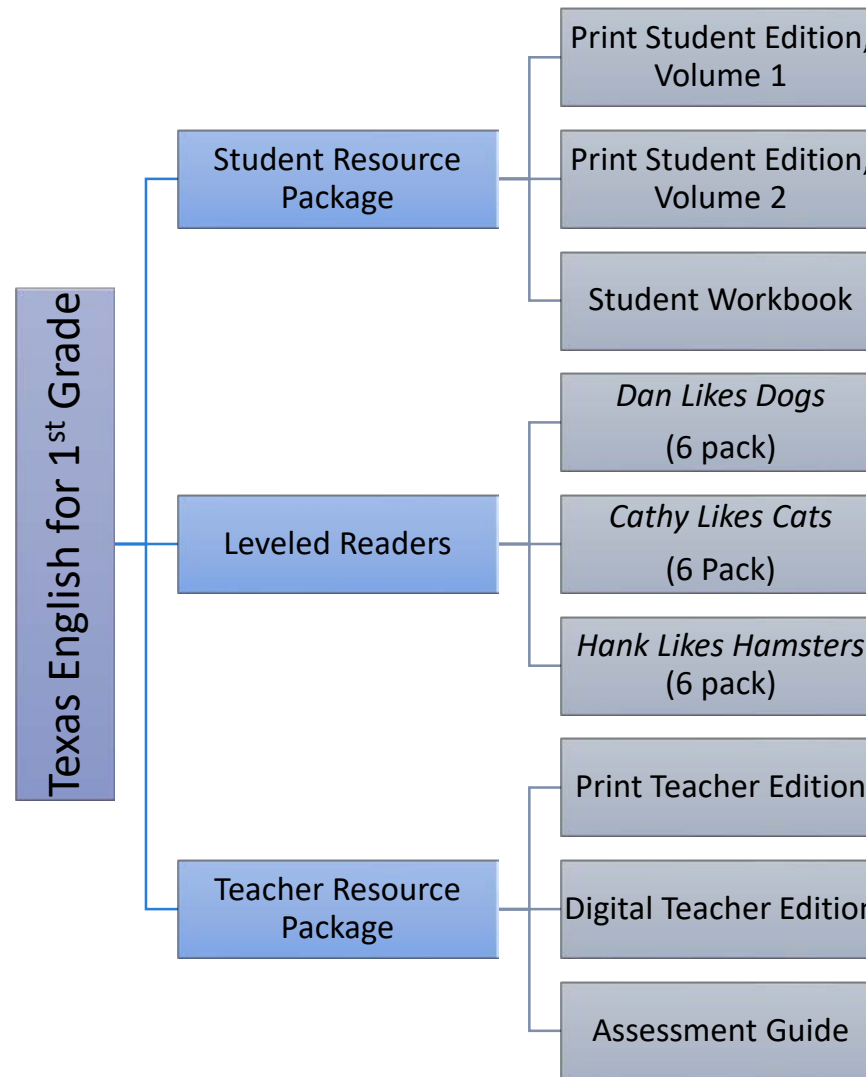 Texas English for 1st Grade
Student Resource
Package
Print Student Edition,
Volume 1
Print Student Edition,
Volume 2
Student Workbook
Leveled Readers
Dan Likes Dogs
(6 pack)
Cathy Likes Cats
(6 Pack)
Hank Likes Hamsters
(6 pack)
Teacher Resource
Package
Print Teacher Edition
Digital Teacher Edition
Assessment Guide